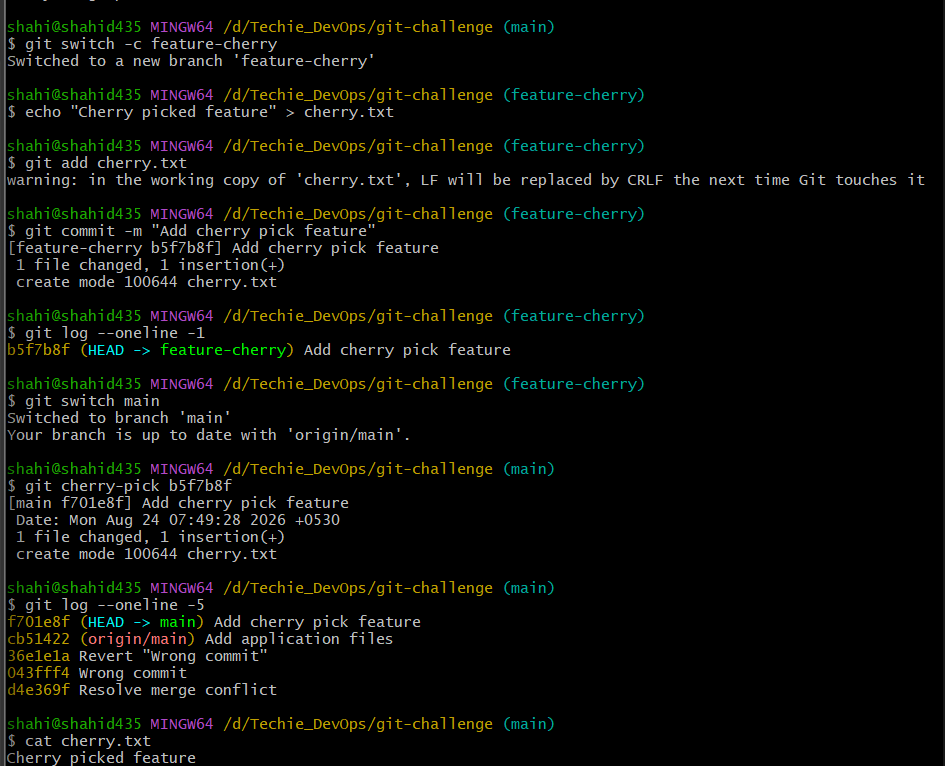 shahi@shahid435 MINGW64 /d/Techie_DevOps/git-challenge (main)
$ git switch -c feature-cherry
Switched to a new branch 'feature-cherry'
shahi@shahid435 MINGW64 /d/Techie_DevOps/git-challenge (feature-cherry)
$ echo "Cherry picked feature" > cherry.txt
shahi@shahid435 MINGW64 /d/Techie_DevOps/git-challenge (feature-cherry)
$ git add cherry.txt
warning: in the working copy of 'cherry.txt', LF will be replaced by CRLF the next time Git touches it
shahi@shahid435 MINGW64 /d/Techie_DevOps/git-challenge (feature-cherry)
$ git commit -m "Add cherry pick feature"
[feature-cherry b5f7b8f] Add cherry pick feature
 1 file changed, 1 insertion(+)
 create mode 100644 cherry.txt
shahi@shahid435 MINGW64 /d/Techie_DevOps/git-challenge (feature-cherry)
$ git log --oneline -1
b5f7b8f (HEAD -> feature-cherry) Add cherry pick feature
shahi@shahid435 MINGW64 /d/Techie_DevOps/git-challenge (feature-cherry)
$ git switch main
Switched to branch 'main'
Your branch is up to date with 'origin/main'.
shahi@shahid435 MINGW64 /d/Techie_DevOps/git-challenge (main)
$ git cherry-pick b5f7b8f
[main f701e8f] Add cherry pick feature
 Date: Mon Aug 24 07:49:28 2026 +0530
 1 file changed, 1 insertion(+)
 create mode 100644 cherry.txt
shahi@shahid435 MINGW64 /d/Techie_DevOps/git-challenge (main)
$ git log --oneline -5
f701e8f (HEAD -> main) Add cherry pick feature
cb51422 (origin/main) Add application files
36e1e1a Revert "Wrong commit"
043fff4 Wrong commit
d4e369f Resolve merge conflict
shahi@shahid435 MINGW64 /d/Techie_DevOps/git-challenge (main)
$ cat cherry.txt
Cherry picked feature